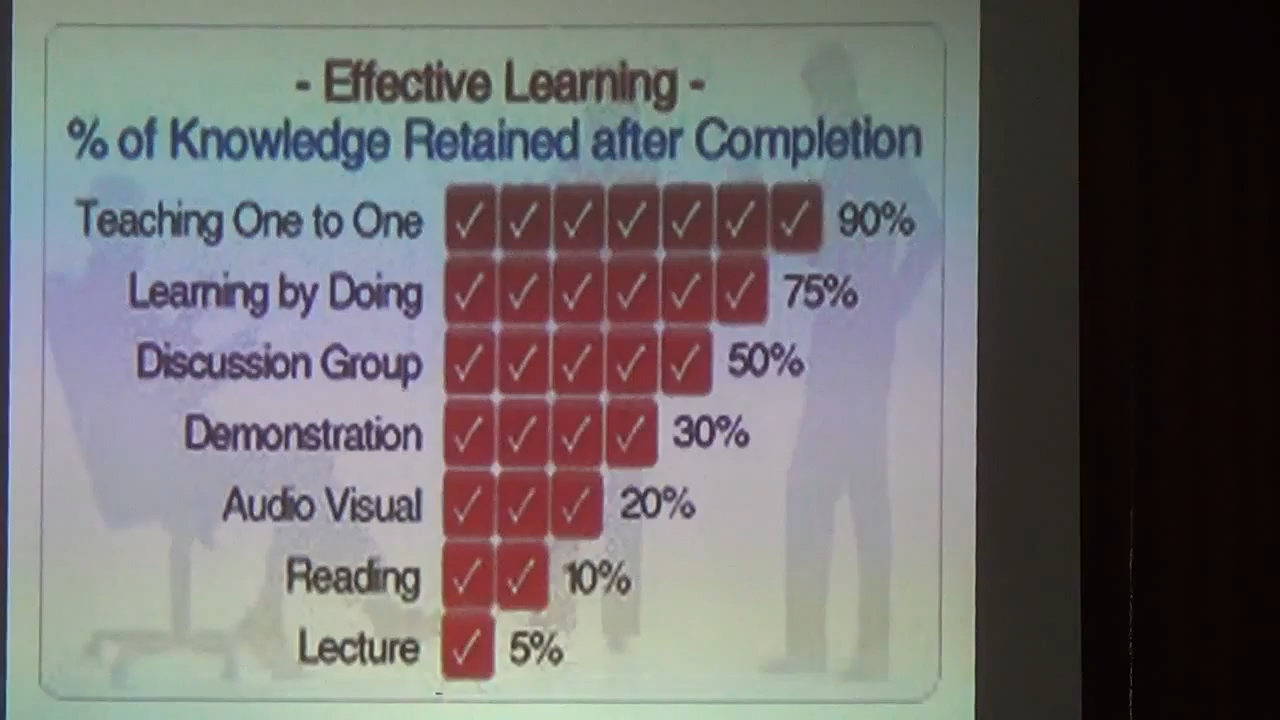 - Effective Learning -
% of Knowledge Retained after Completion
Teaching One to One 90%
Learning by Doing 75%
Discussion Group 50%
Demonstration 30%
Audio Visual 20%
Reading 10%
Lecture 5%